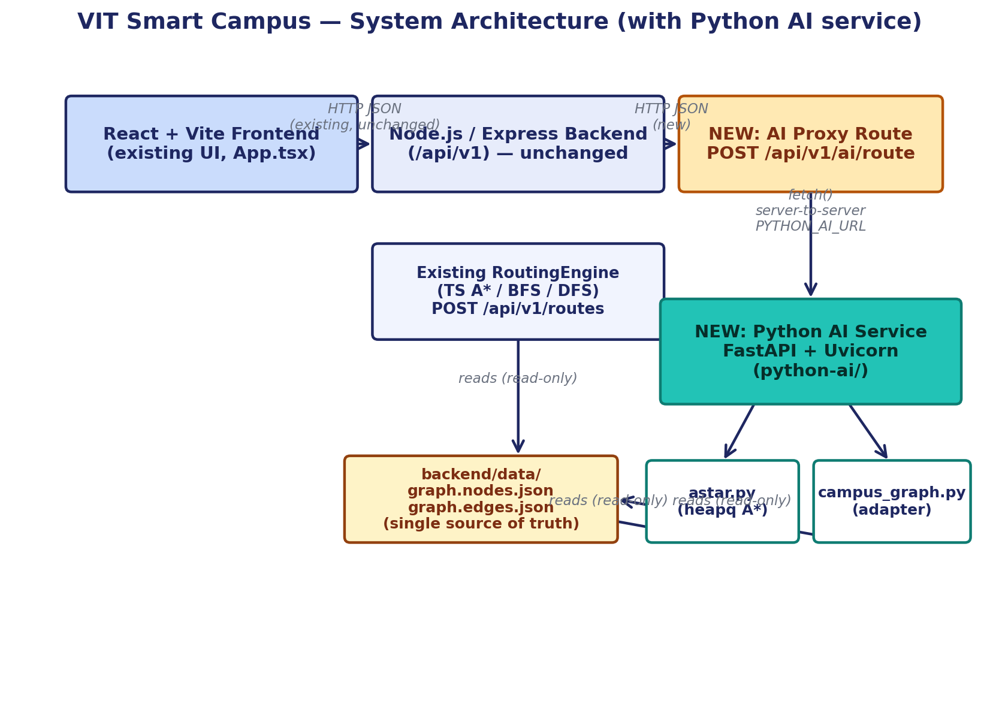 VIT Smart Campus — System Architecture (with Python AI service)
HTTP JSON
(existing, unchanged)
React + Vite Frontend
(existing UI, App.tsx)
Node.js / Express Backend
(/api/v1) — unchanged
HTTP JSON
(new)
NEW: AI Proxy Route
POST /api/v1/ai/route
fetch()
server-to-server
PYTHON_AI_URL
Existing RoutingEngine
(TS A* / BFS / DFS)
POST /api/v1/routes
NEW: Python AI Service
FastAPI + Uvicorn
(python-ai/)
reads (read-only)
backend/data/
graph.nodes.json
graph.edges.json
(single source of truth)
reads (read-only)
reads (read-only)
astar.py
(heapq A*)
campus_graph.py
(adapter)